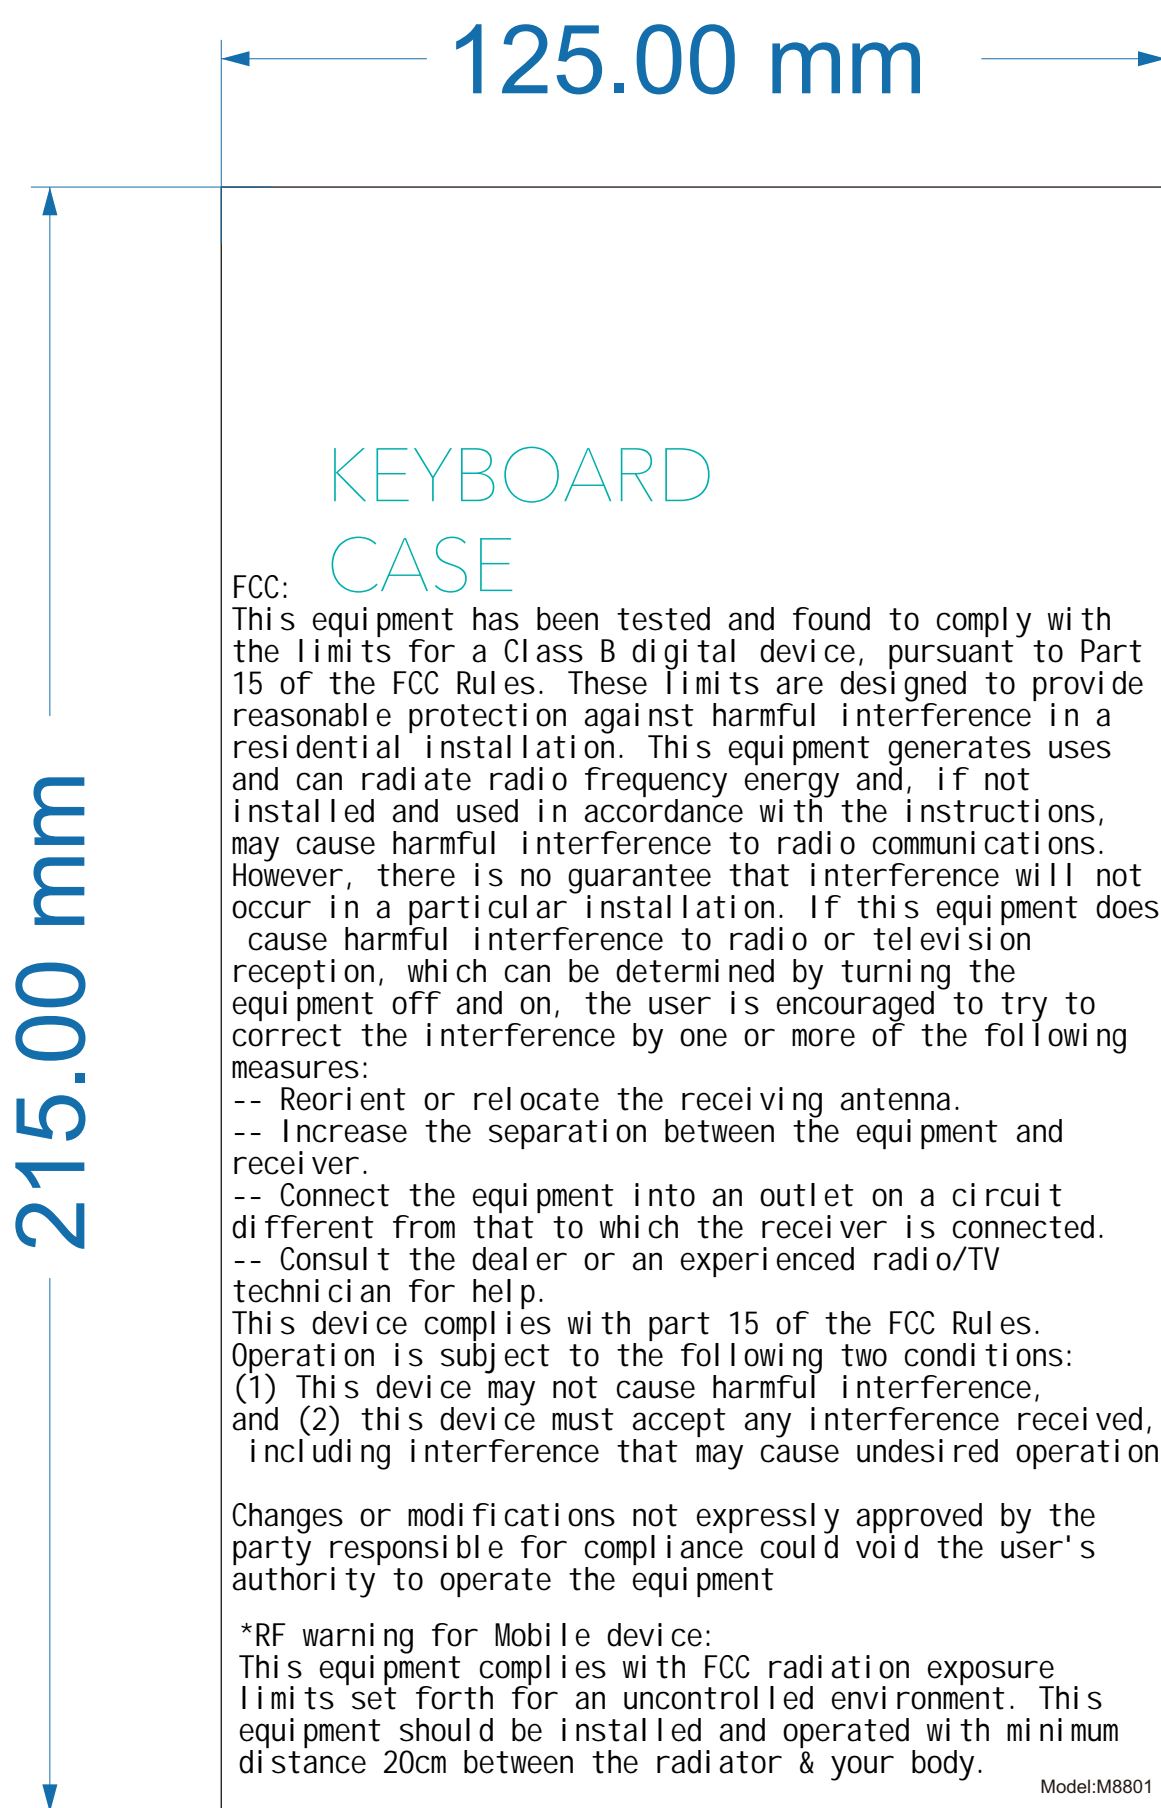 125.00 mm
215.00 mm
KEYBOARD
CASE
FCC:
This equipment has been tested and found to comply with
the limits for a Class B digital device, pursuant to Part
15 of the FCC Rules. These limits are designed to provide
reasonable protection against harmful interference in a
residential installation. This equipment generates uses
and can radiate radio frequency energy and, if not
installed and used in accordance with the instructions,
may cause harmful interference to radio communications.
However, there is no guarantee that interference will not
occur in a particular installation. If this equipment does
cause harmful interference to radio or television
reception, which can be determined by turning the
equipment off and on, the user is encouraged to try to
correct the interference by one or more of the following
measures:
-- Reorient or relocate the receiving antenna.
-- Increase the separation between the equipment and
receiver.
-- Connect the equipment into an outlet on a circuit
different from that to which the receiver is connected.
-- Consult the dealer or an experienced radio/TV
technician for help.
This device complies with part 15 of the FCC Rules.
Operation is subject to the following two conditions:
(1) This device may not cause harmful interference,
and (2) this device must accept any interference received,
including interference that may cause undesired operation
Changes or modifications not expressly approved by the
party responsible for compliance could void the user's
authority to operate the equipment
*RF warning for Mobile device:
This equipment complies with FCC radiation exposure
limits set forth for an uncontrolled environment. This
equipment should be installed and operated with minimum
distance 20cm between the radiator & your body.
Model:M8801